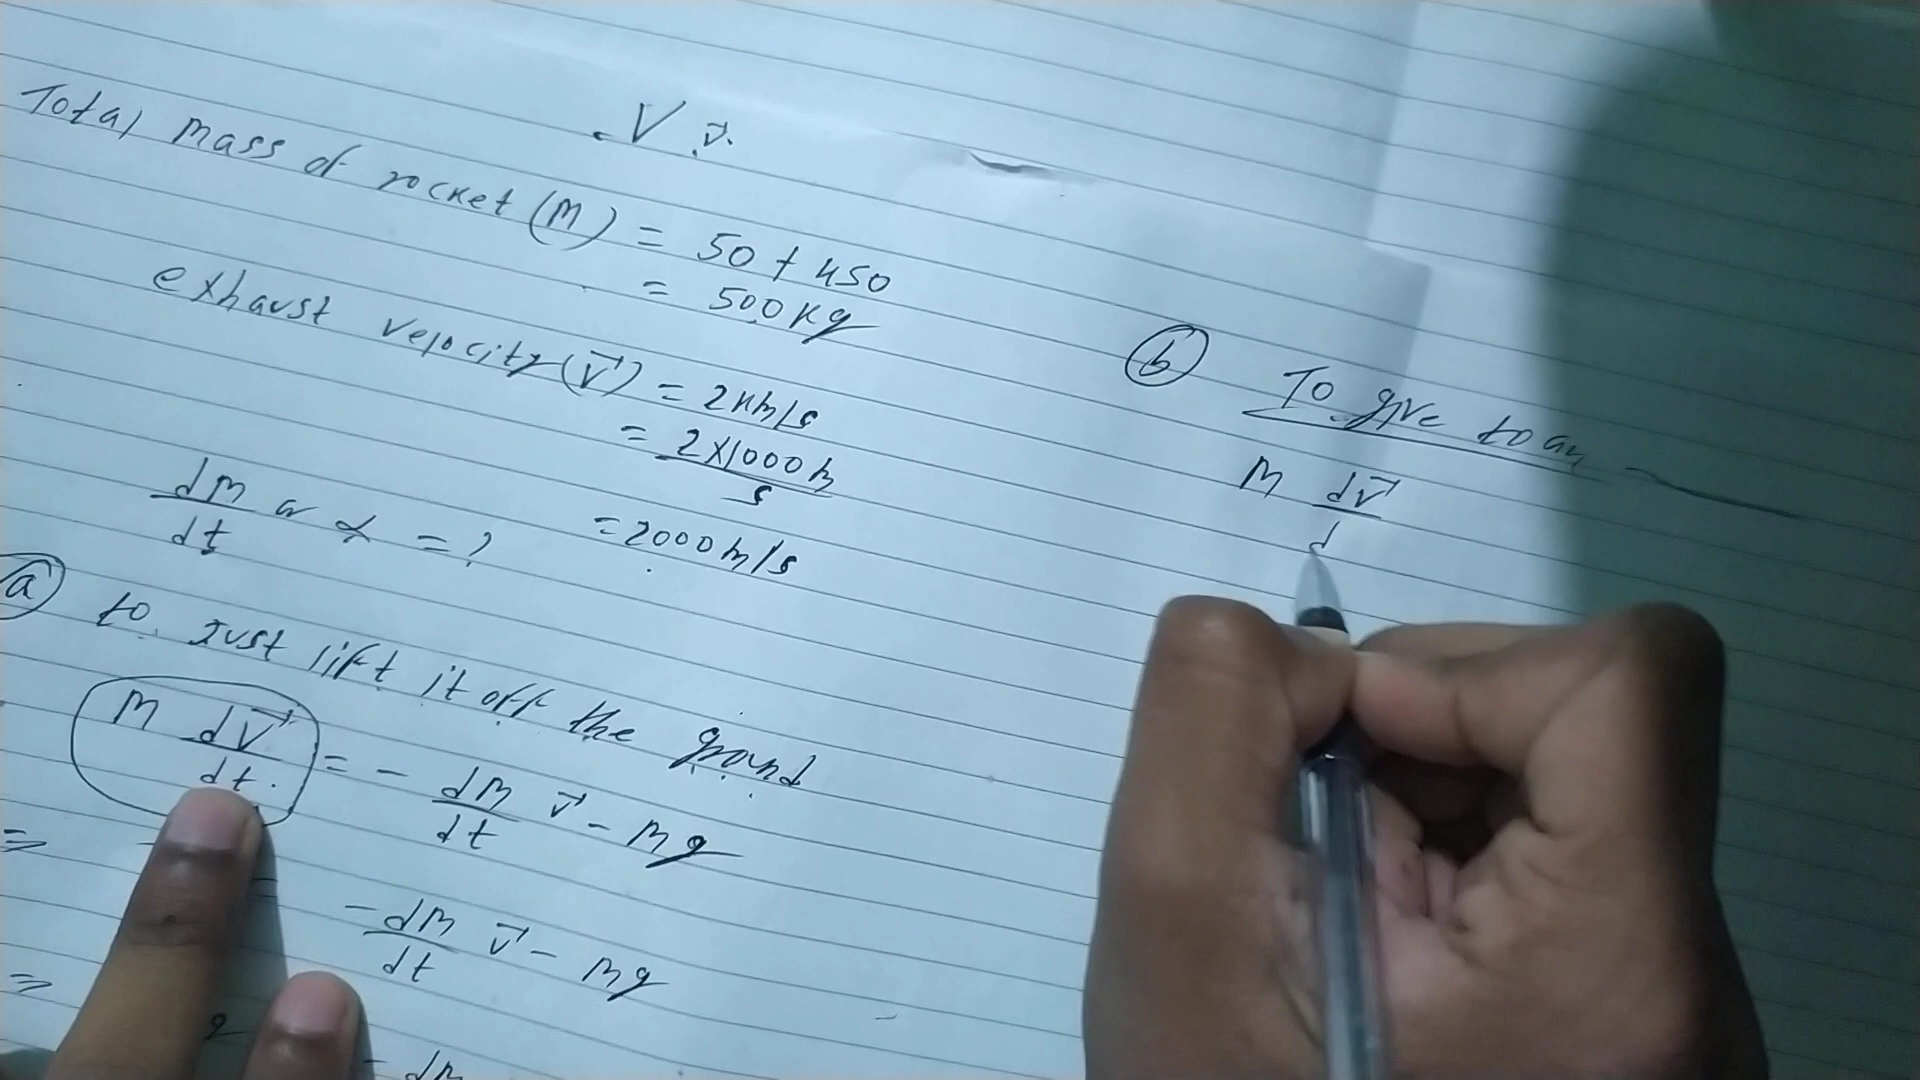 V v⃗
Total mass of rocket (M) = 50 + 450
= 500 kg
exhaust velocity (v⃗) = 2 km/s
= 2×1000 m / s
= 2000 m/s
dM/dt or α = ?
(a) to just lift it off the ground
M dv⃗/dt = - dM/dt v⃗ - mg
⇒
- dM/dt v⃗ - mg
⇒
- dM
(b) To give to an
M dv⃗/d